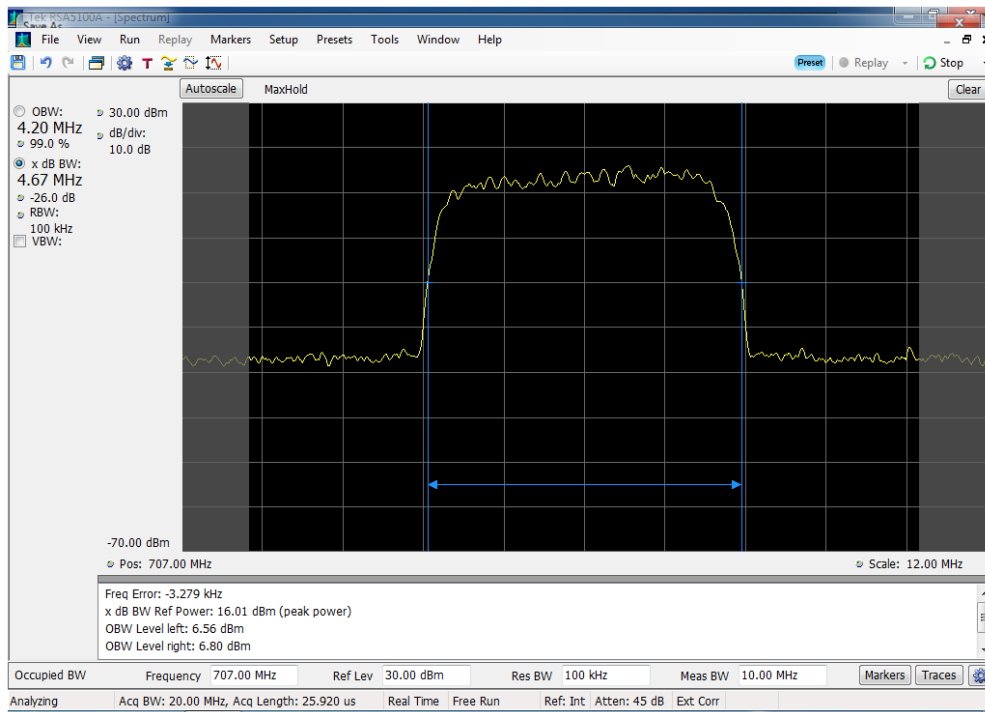 Tek RSA5100A - [Spectrum]
Save As
File View Run Replay Markers Setup Presets Tools Window Help
Preset Replay Stop
Autoscale MaxHold Clear
OBW:
4.20 MHz
99.0 %
x dB BW:
4.67 MHz
-26.0 dB
RBW:
100 kHz
VBW:
30.00 dBm
dB/div:
10.0 dB
-70.00 dBm
Pos: 707.00 MHz Scale: 12.00 MHz
Freq Error: -3.279 kHz
x dB BW Ref Power: 16.01 dBm (peak power)
OBW Level left: 6.56 dBm
OBW Level right: 6.80 dBm
Occupied BW Frequency 707.00 MHz Ref Lev 30.00 dBm Res BW 100 kHz Meas BW 10.00 MHz Markers Traces
Analyzing Acq BW: 20.00 MHz, Acq Length: 25.920 us Real Time Free Run Ref: Int Atten: 45 dB Ext Corr